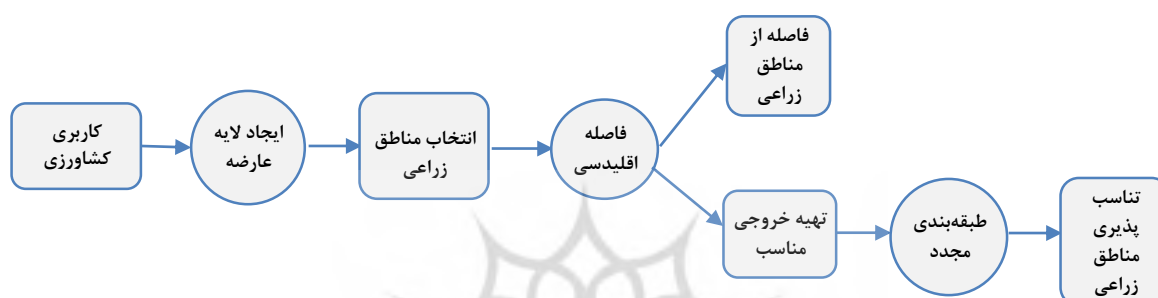 کاربری
کشاورزی
ایجاد لایه
عارضه
انتخاب مناطق
زراعی
فاصله
اقلیدسی
فاصله از
مناطق
زراعی
تهیه خروجی
مناسب
طبقه‌بندی
مجدد
تناسب
پذیری
مناطق
زراعی